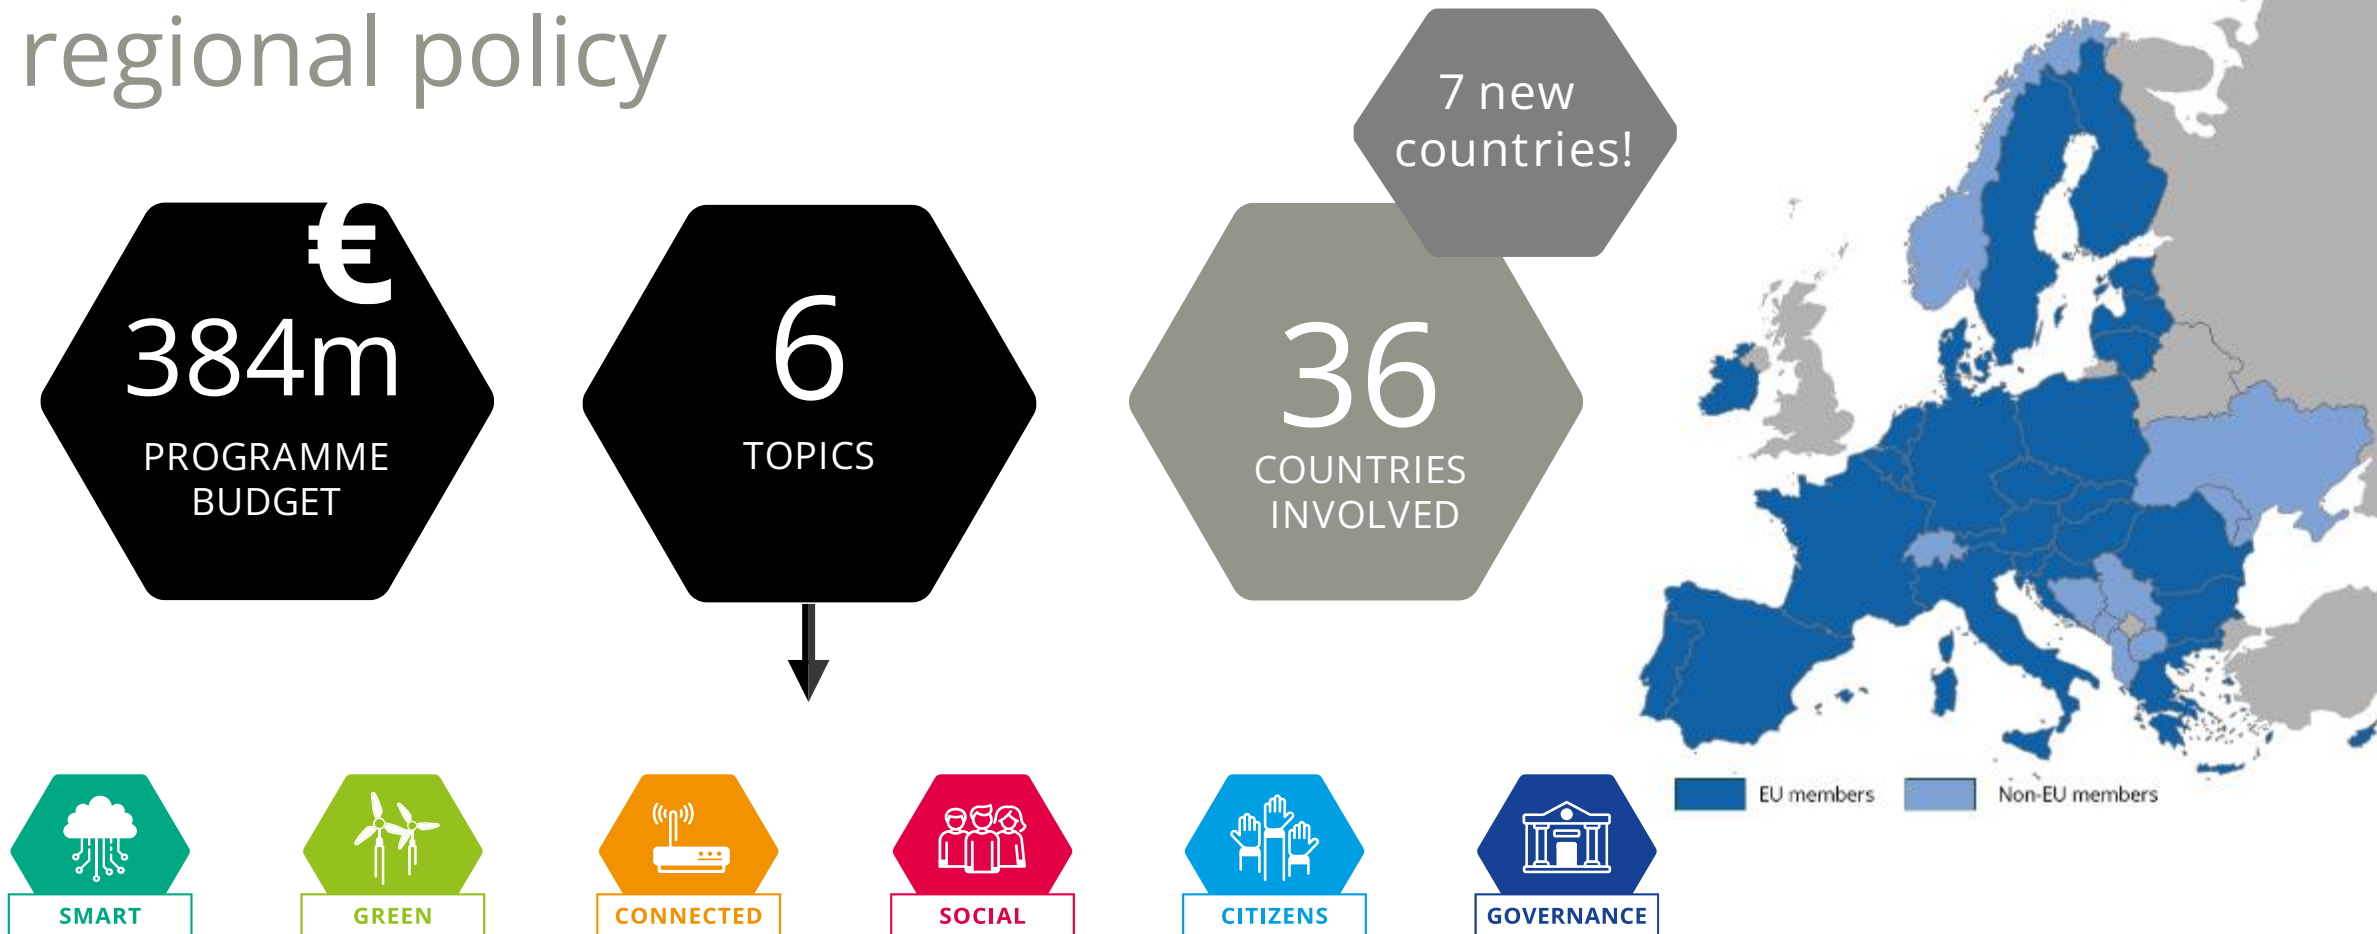 regional policy
7 new
countries!
€
384m
PROGRAMME
BUDGET
6
TOPICS
36
COUNTRIES
INVOLVED
EU members
Non-EU members
SMART
GREEN
CONNECTED
SOCIAL
CITIZENS
GOVERNANCE